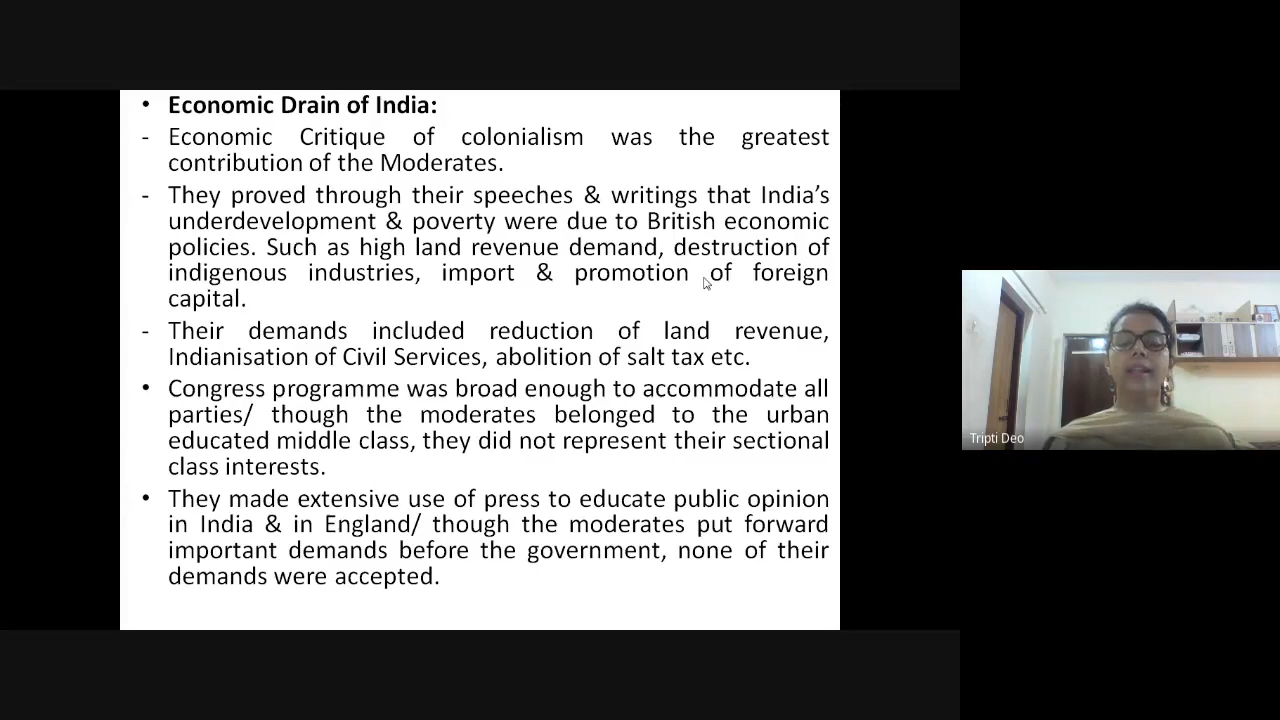 • Economic Drain of India:
- Economic Critique of colonialism was the greatest
contribution of the Moderates.
- They proved through their speeches & writings that India’s
underdevelopment & poverty were due to British economic
policies. Such as high land revenue demand, destruction of
indigenous industries, import & promotion of foreign
capital.
- Their demands included reduction of land revenue,
Indianisation of Civil Services, abolition of salt tax etc.
• Congress programme was broad enough to accommodate all
parties/ though the moderates belonged to the urban
educated middle class, they did not represent their sectional
class interests.
• They made extensive use of press to educate public opinion
in India & in England/ though the moderates put forward
important demands before the government, none of their
demands were accepted.
Tripti Deo